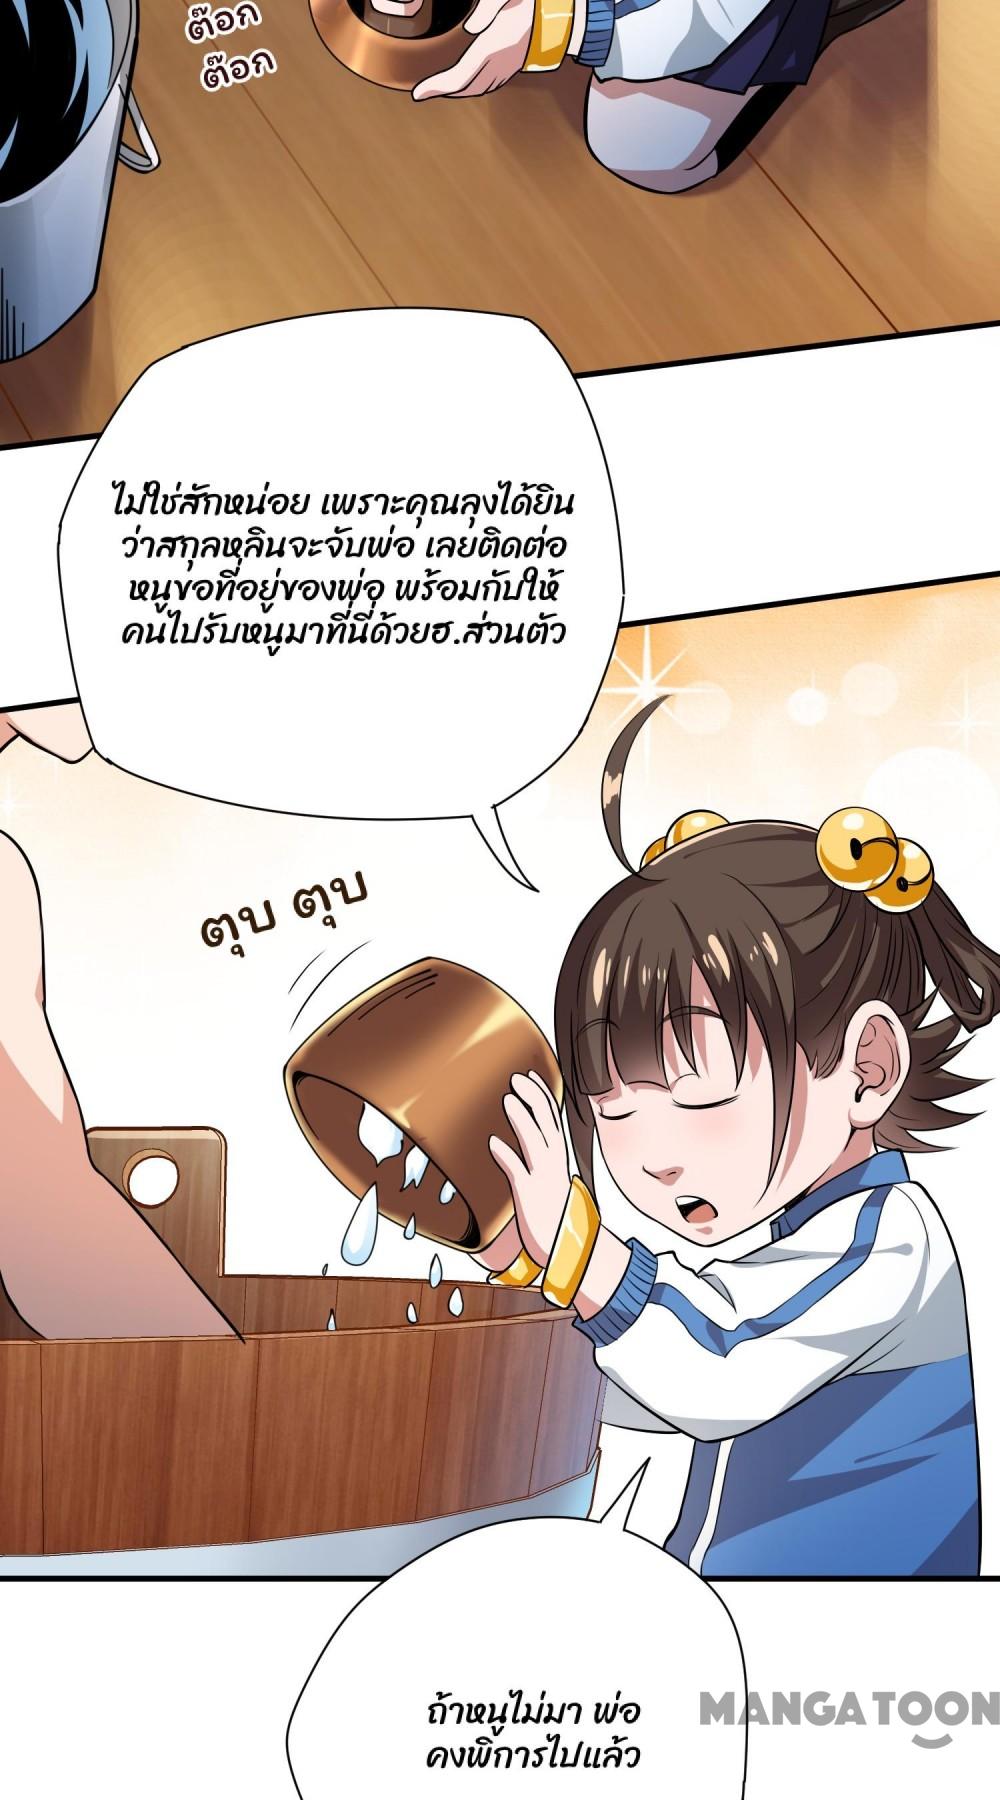 ต๊อก
ต๊อก
ไม่ใช่สักหน่อย เพราะคุณลุงได้ยิน
ว่าสกุลหลินจะจับพ่อ เลยติดต่อ
หนูขอที่อยู่ของพ่อ พร้อมกับให้
คนไปรับหนูมาที่นี่ด้วยฮ.ส่วนตัว
ตุบ ตุบ
ถ้าหนูไม่มา พ่อ
คงพิการไปแล้ว
MANGATOON